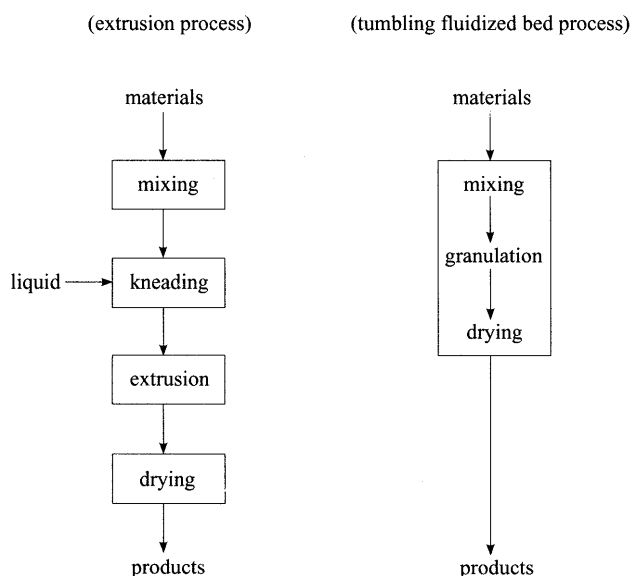 (extrusion process)
materials
mixing
liquid
kneading
extrusion
drying
products
(tumbling fluidized bed process)
materials
mixing
granulation
drying
products